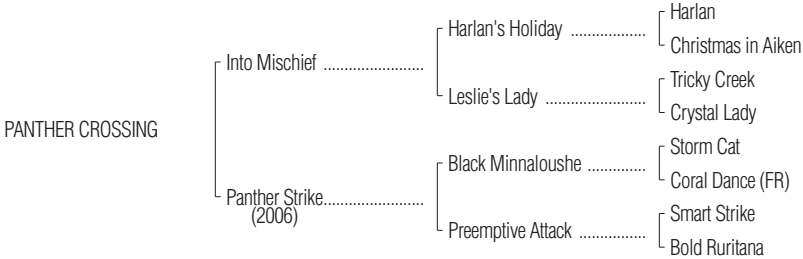 Harlan
Harlan's Holiday ..................
Christmas in Aiken
Into Mischief ........................
Tricky Creek
Leslie's Lady ........................
Crystal Lady
PANTHER CROSSING
Storm Cat
Black Minnaloushe ..............
Coral Dance (FR)
Panther Strike........................
(2006)
Smart Strike
Preemptive Attack ................
Bold Ruritana